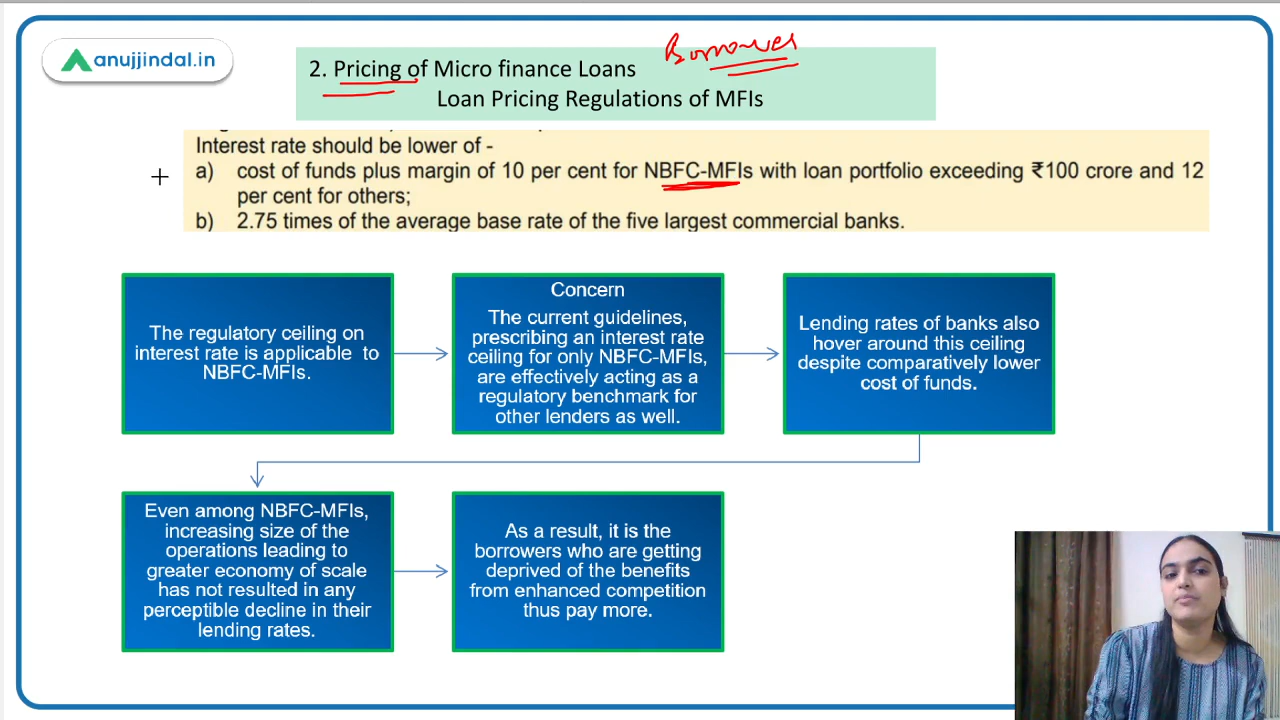 anujjindal.in
2. Pricing of Micro finance Loans
Borrower
Loan Pricing Regulations of MFIs
Interest rate should be lower of -
a) cost of funds plus margin of 10 per cent for NBFC-MFIs with loan portfolio exceeding ₹100 crore and 12
per cent for others;
b) 2.75 times of the average base rate of the five largest commercial banks.
The regulatory ceiling on
interest rate is applicable to
NBFC-MFIs.
Concern
The current guidelines,
prescribing an interest rate
ceiling for only NBFC-MFIs,
are effectively acting as a
regulatory benchmark for
other lenders as well.
Lending rates of banks also
hover around this ceiling
despite comparatively lower
cost of funds.
Even among NBFC-MFIs,
increasing size of the
operations leading to
greater economy of scale
has not resulted in any
perceptible decline in their
lending rates.
As a result, it is the
borrowers who are getting
deprived of the benefits
from enhanced competition
thus pay more.